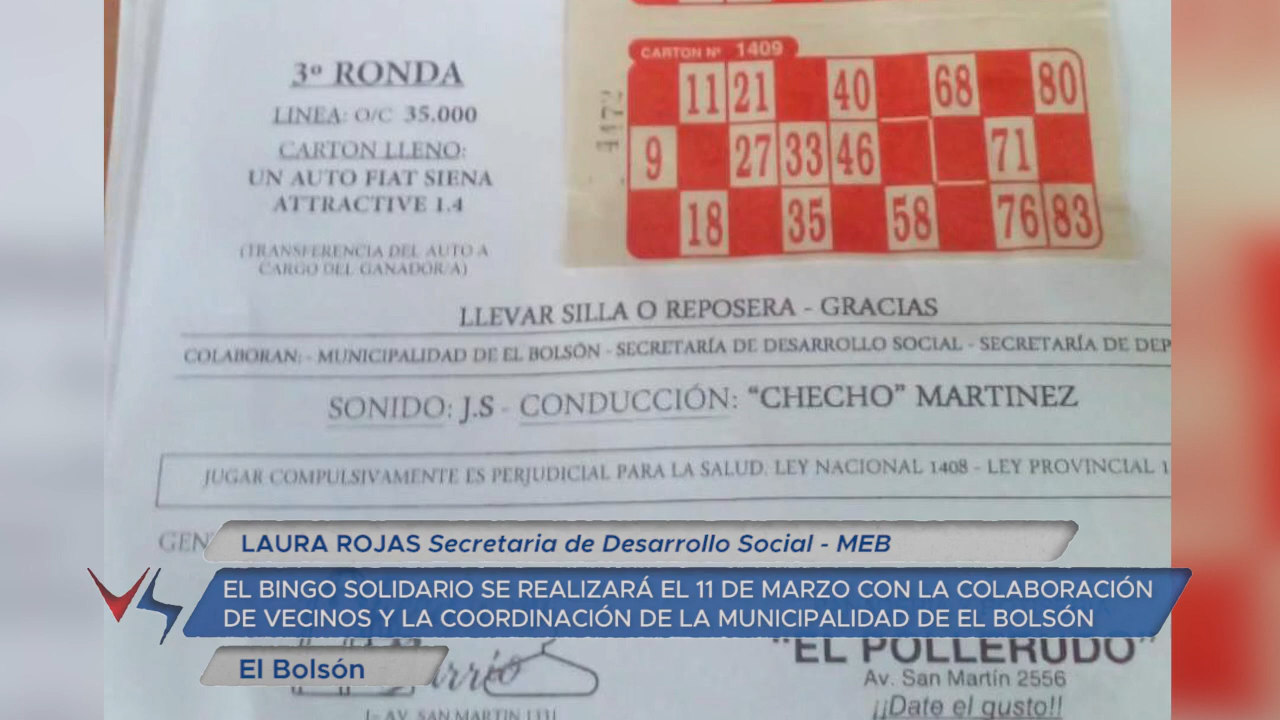 3º RONDA
LINEA: O/C 35.000
CARTON LLENO:
UN AUTO FIAT SIENA
ATTRACTIVE 1.4
(TRANSFERENCIA DEL AUTO A
CARGO DEL GANADOR/A)
CARTON Nº 1409
11 21 40 68 80
9 27 33 46 71
18 35 58 76 83
LLEVAR SILLA O REPOSERA - GRACIAS
COLABORAN: - MUNICIPALIDAD DE EL BOLSÓN - SECRETARÍA DE DESARROLLO SOCIAL - SECRETARÍA DE DEP
SONIDO: J.S - CONDUCCIÓN: "CHECHO" MARTINEZ
JUGAR COMPULSIVAMENTE ES PERJUDICIAL PARA LA SALUD. LEY NACIONAL 1408 - LEY PROVINCIAL 1
GEN
LAURA ROJAS Secretaria de Desarrollo Social - MEB
VS
EL BINGO SOLIDARIO SE REALIZARÁ EL 11 DE MARZO CON LA COLABORACIÓN
DE VECINOS Y LA COORDINACIÓN DE LA MUNICIPALIDAD DE EL BOLSÓN
El Bolsón
"EL POLLERUDO"
Av. San Martín 2556
¡¡Date el gusto!!
AV. SAN MARTIN